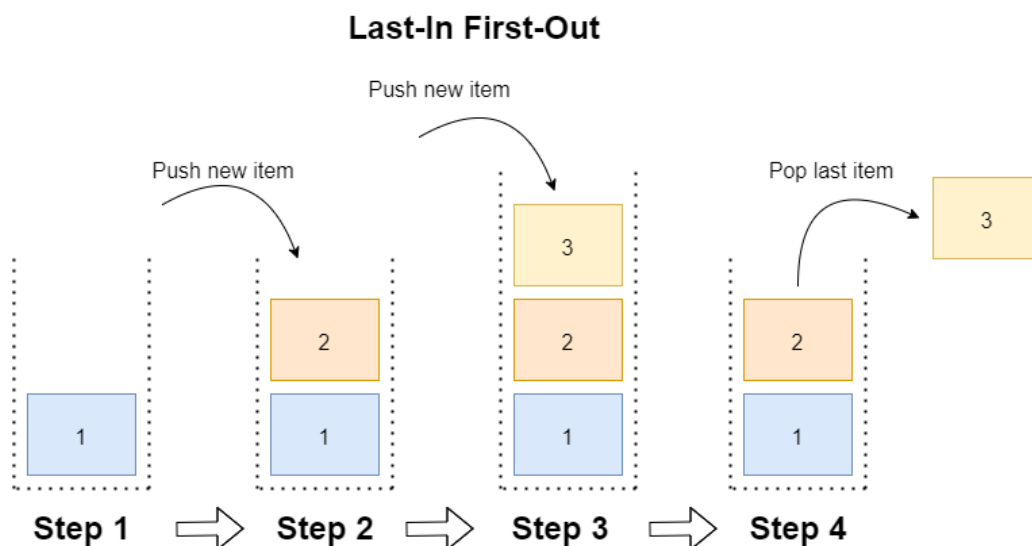 Last-In First-Out
Push new item
Push new item
Pop last item
3
3
2
2
2
1
1
1
1
Step 1
Step 2
Step 3
Step 4